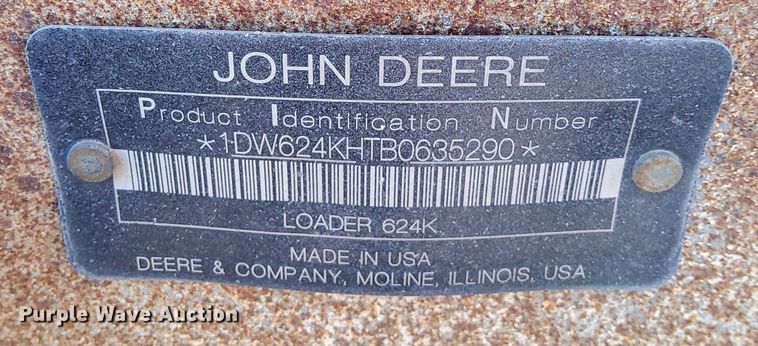 JOHN DEERE
Product Identification Number
*1DW624KHTB0635290*
LOADER 624K
MADE IN USA
DEERE & COMPANY, MOLINE, ILLINOIS, USA
Purple Wave Auction